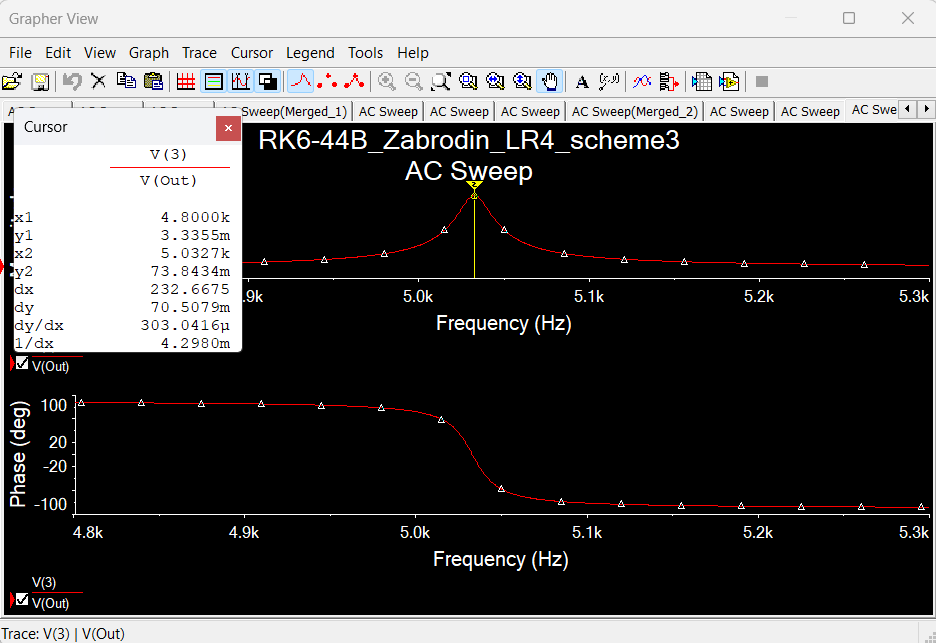 Grapher View
File Edit View Graph Trace Cursor Legend Tools Help
Sweep(Merged_1) AC Sweep AC Sweep AC Sweep AC Sweep(Merged_2) AC Sweep AC Sweep AC Swe
Cursor
V(3)
V(Out)
x1 4.8000k
y1 3.3355m
x2 5.0327k
y2 73.8434m
dx 232.6675
dy 70.5079m
dy/dx 303.0416µ
1/dx 4.2980m
RK6-44B_Zabrodin_LR4_scheme3
AC Sweep
2
.9k 5.0k 5.1k 5.2k 5.3k
Frequency (Hz)
V(Out)
Phase (deg)
100
20
-20
-100
4.8k 4.9k 5.0k 5.1k 5.2k 5.3k
Frequency (Hz)
V(3)
V(Out)
Trace: V(3) | V(Out)